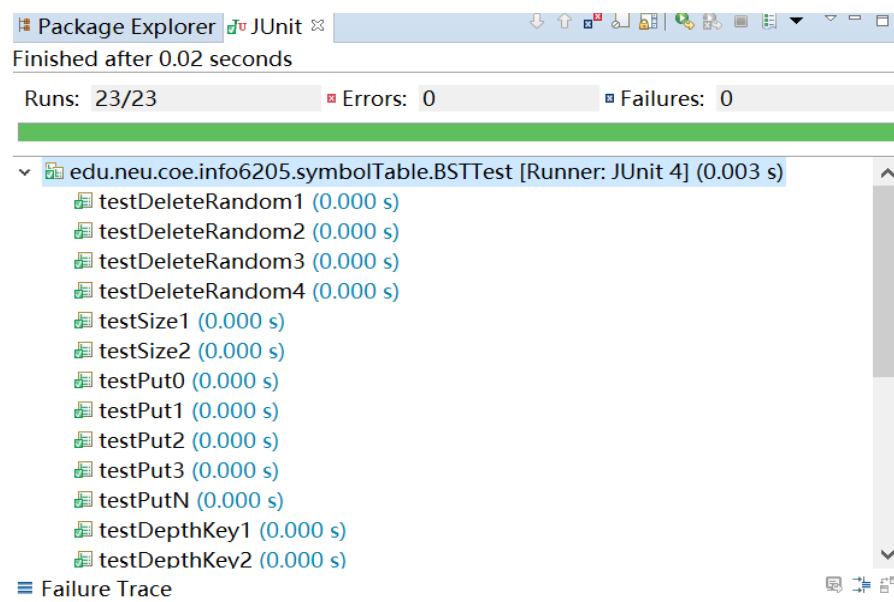 Package Explorer JUnit
Finished after 0.02 seconds
Runs: 23/23 Errors: 0 Failures: 0
edu.neu.coe.info6205.symbolTable.BSTTest [Runner: JUnit 4] (0.003 s)
testDeleteRandom1 (0.000 s)
testDeleteRandom2 (0.000 s)
testDeleteRandom3 (0.000 s)
testDeleteRandom4 (0.000 s)
testSize1 (0.000 s)
testSize2 (0.000 s)
testPut0 (0.000 s)
testPut1 (0.000 s)
testPut2 (0.000 s)
testPut3 (0.000 s)
testPutN (0.000 s)
testDepthKey1 (0.000 s)
testDepthKey2 (0.000 s)
Failure Trace